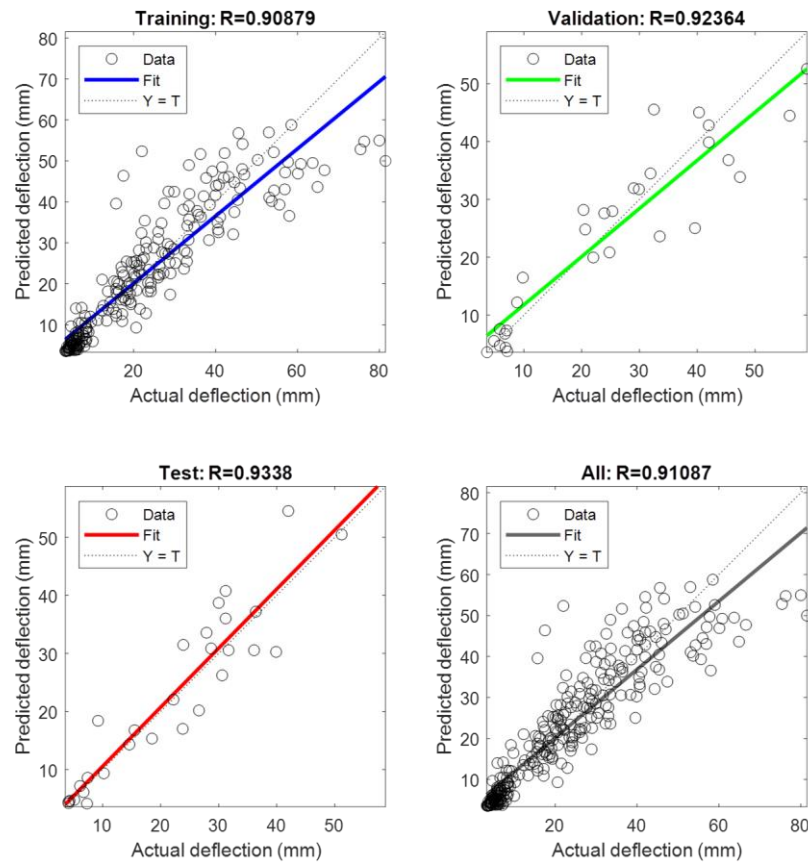 Training: R=0.90879
Data
Fit
Y = T
80
70
60
50
40
30
20
10
Predicted deflection (mm)
20 40 60 80
Actual deflection (mm)
Validation: R=0.92364
Data
Fit
Y = T
50
40
30
20
10
Predicted deflection (mm)
10 20 30 40 50
Actual deflection (mm)
Test: R=0.9338
Data
Fit
Y = T
50
40
30
20
10
Predicted deflection (mm)
10 20 30 40 50
Actual deflection (mm)
All: R=0.91087
Data
Fit
Y = T
80
70
60
50
40
30
20
10
Predicted deflection (mm)
20 40 60 80
Actual deflection (mm)